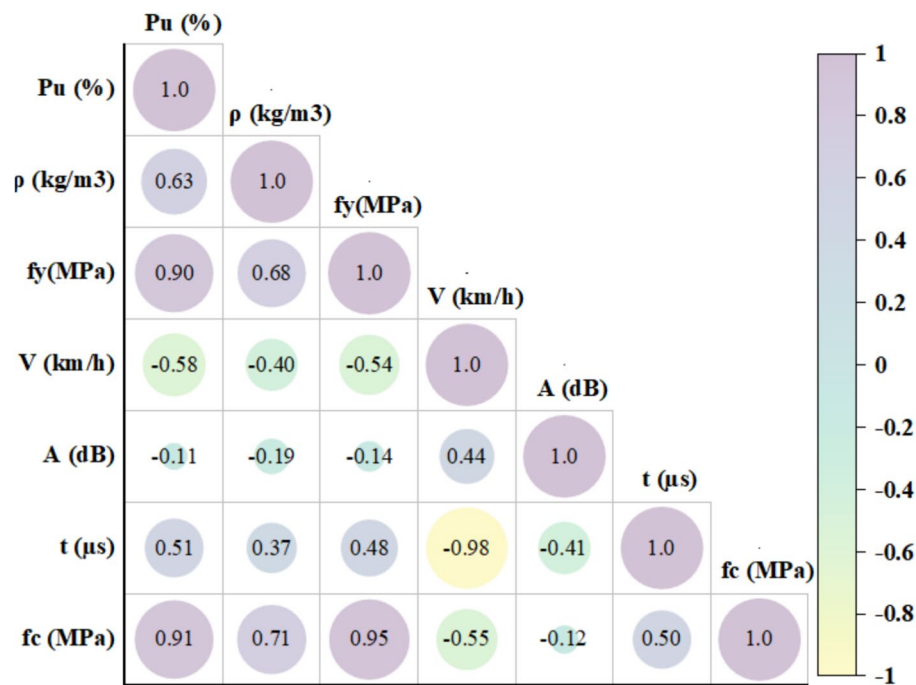 Pu (%)
Pu (%) 1.0
ρ (kg/m3)
ρ (kg/m3) 0.63 1.0
fy(MPa)
fy(MPa) 0.90 0.68 1.0
V (km/h)
V (km/h) -0.58 -0.40 -0.54 1.0
A (dB)
A (dB) -0.11 -0.19 -0.14 0.44 1.0
t (μs)
t (μs) 0.51 0.37 0.48 -0.98 -0.41 1.0
fc (MPa)
fc (MPa) 0.91 0.71 0.95 -0.55 -0.12 0.50 1.0
1
0.8
0.6
0.4
0.2
0
-0.2
-0.4
-0.6
-0.8
-1